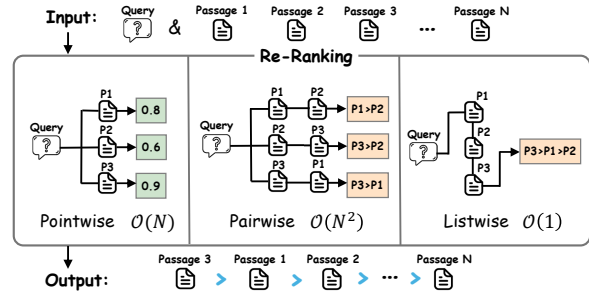 Input: Query ? & Passage 1 Passage 2 Passage 3 ... Passage N
Re-Ranking
Query ? P1 0.8
P2 0.6
P3 0.9
Pointwise O(N)
Query ? P1 P2 P1>P2
P2 P3 P3>P2
P3 P1 P3>P1
Pairwise O(N²)
Query ? P1
P2
P3
P3>P1>P2
Listwise O(1)
Output: Passage 3 > Passage 1 > Passage 2 > ... > Passage N